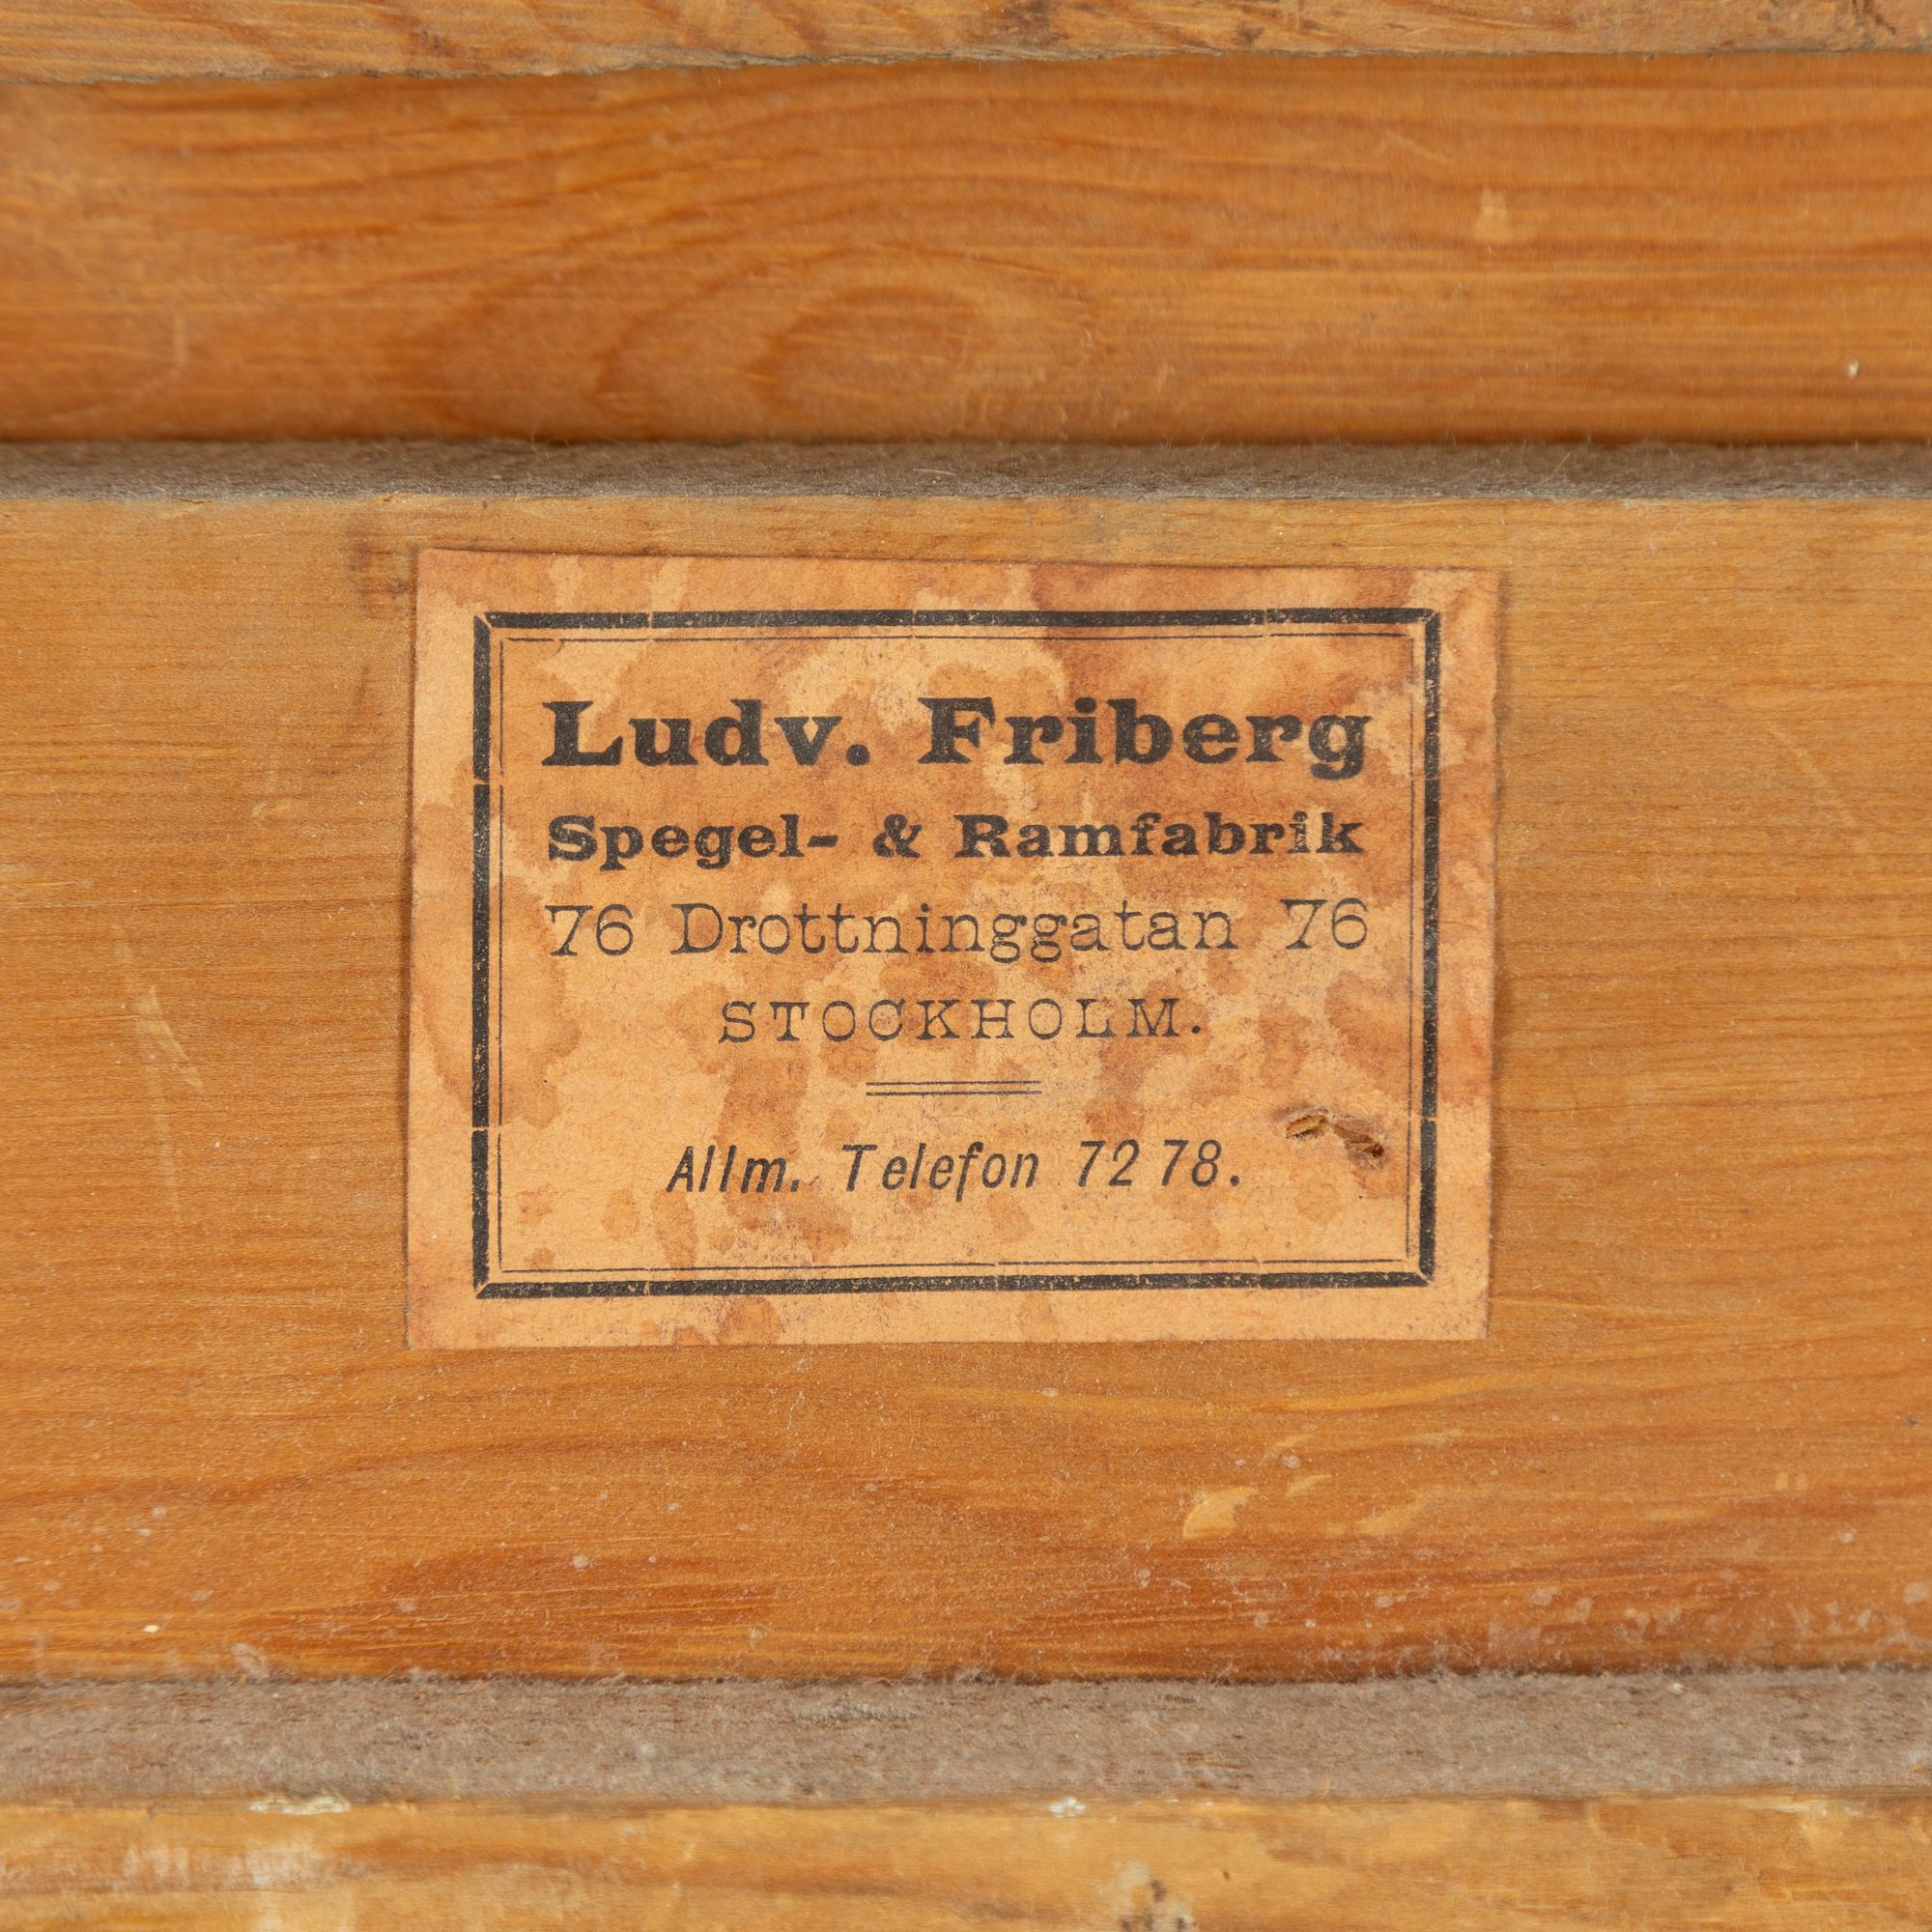 Ludv. Friberg
Spegel- & Ramfabrik
76 Drottninggatan 76
STOCKHOLM.
Allm. Telefon 72 78.